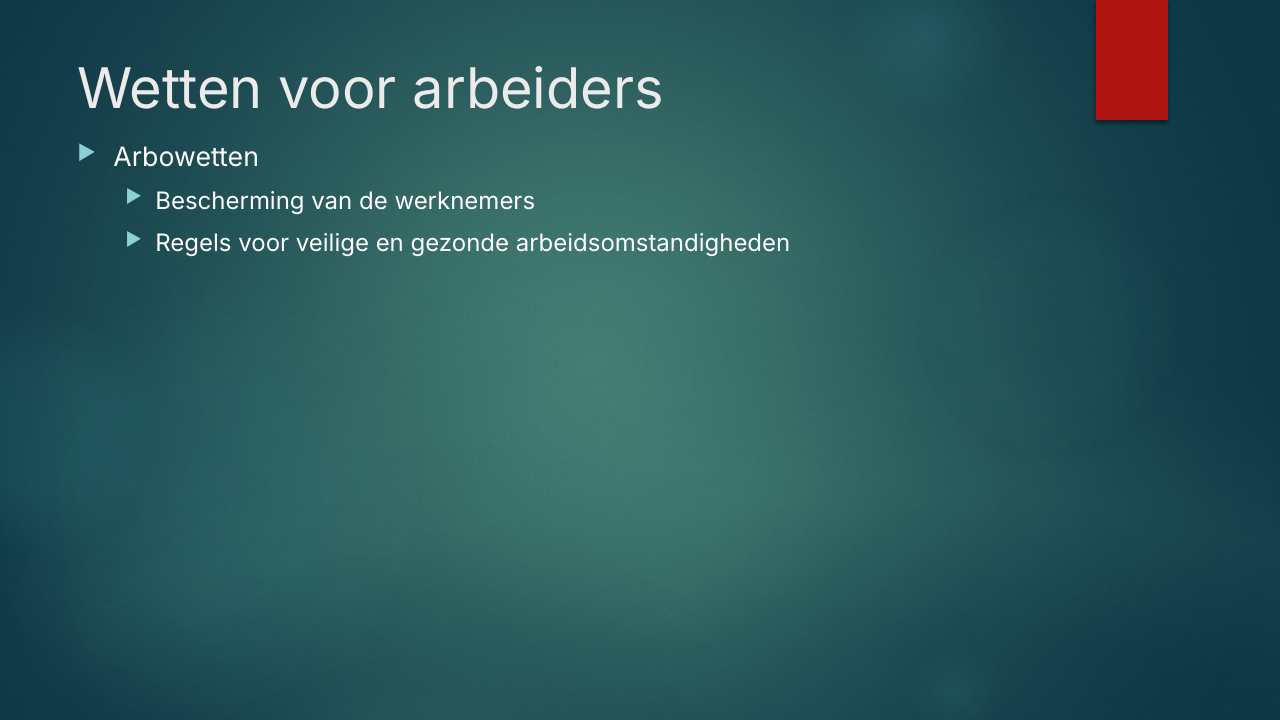 Wetten voor arbeiders
Arbowetten
Bescherming van de werknemers
Regels voor veilige en gezonde arbeidsomstandigheden